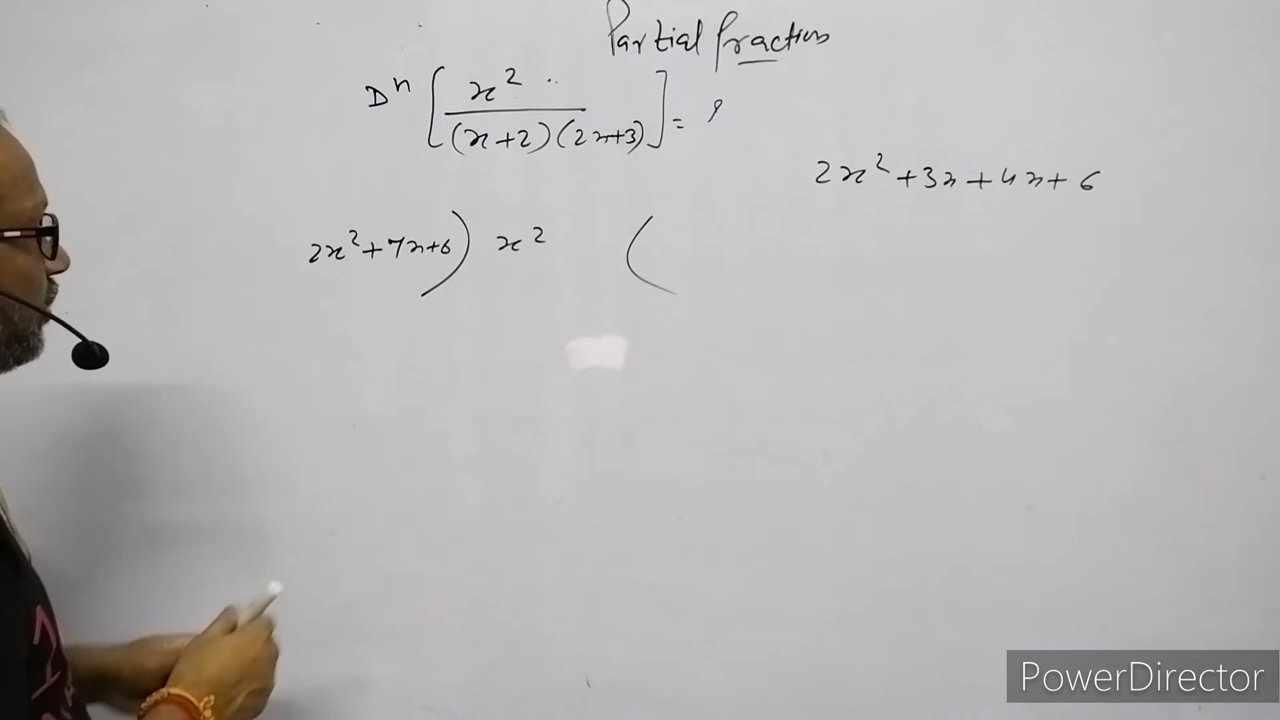 Partial fractions
Dⁿ [ x² / (x+2)(2x+3) ] = ?
2x²+3x+4x+6
2x²+7x+6 ) x² (
PowerDirector